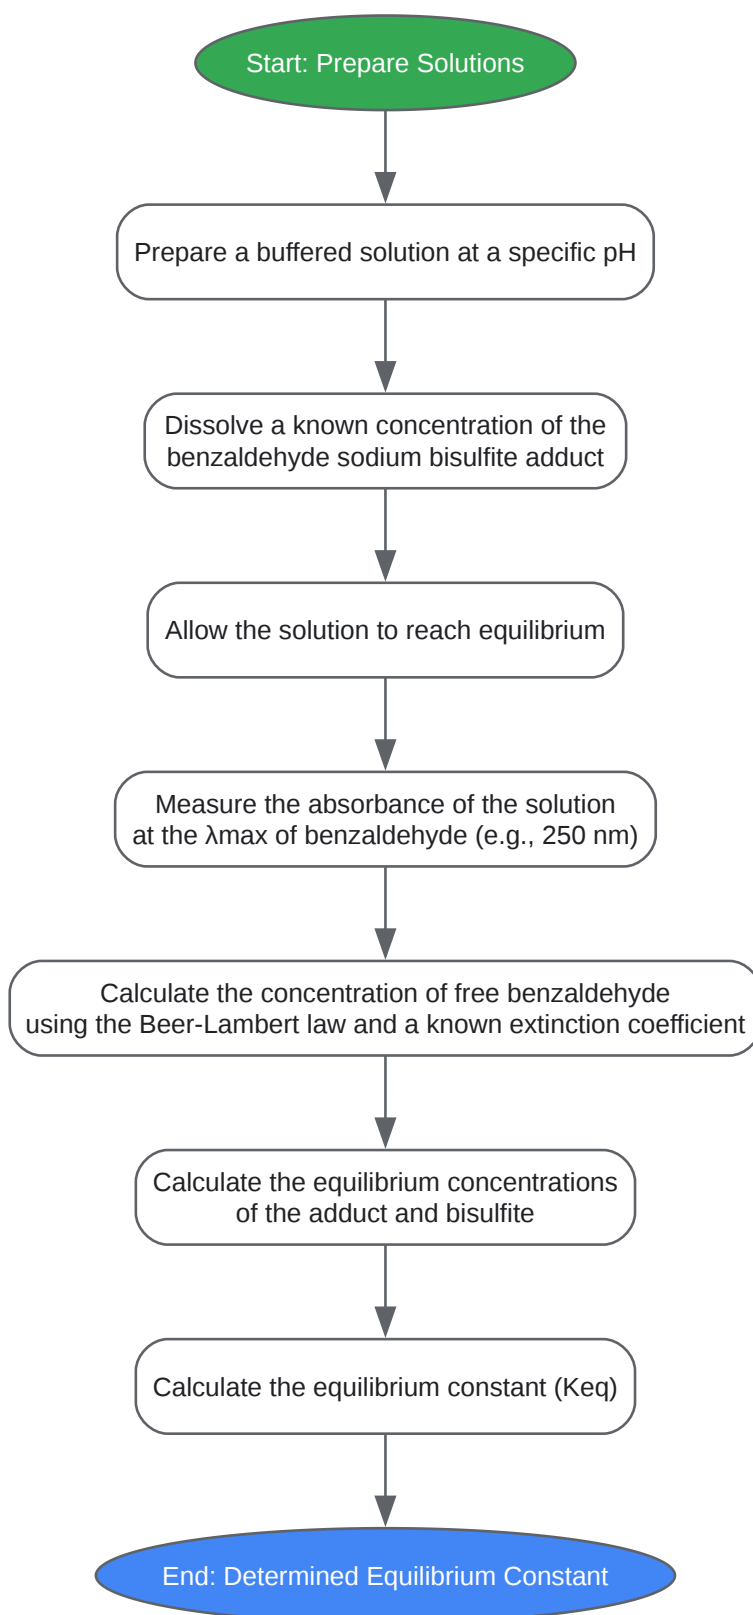 Start: Prepare Solutions
Prepare a buffered solution at a specific pH
Dissolve a known concentration of the
benzaldehyde sodium bisulfite adduct
Allow the solution to reach equilibrium
Measure the absorbance of the solution
at the λmax of benzaldehyde (e.g., 250 nm)
Calculate the concentration of free benzaldehyde
using the Beer-Lambert law and a known extinction coefficient
Calculate the equilibrium concentrations
of the adduct and bisulfite
Calculate the equilibrium constant (Keq)
End: Determined Equilibrium Constant